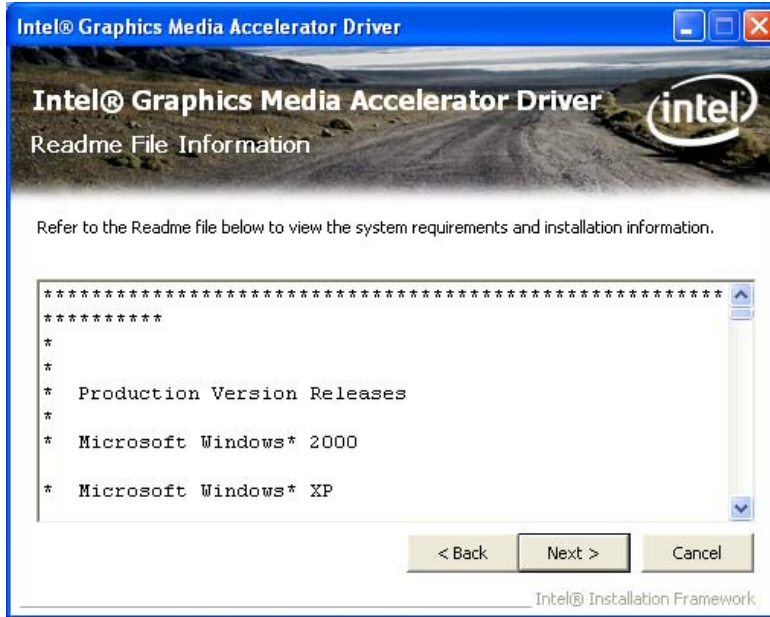 Intel® Graphics Media Accelerator Driver
Intel® Graphics Media Accelerator Driver
intel
Readme File Information
Refer to the Readme file below to view the system requirements and installation information.
********************************************************
**********
*
*
* Production Version Releases
*
* Microsoft Windows* 2000
* Microsoft Windows* XP
< Back
Next >
Cancel
Intel® Installation Framework